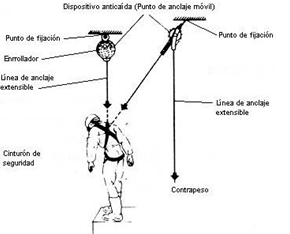 Dispositivo anticaída (Punto de anclaje móvil)
Punto de fijación
Enrrollador
Línea de anclaje
extensible
Cinturón de
seguridad
Punto de fijación
Línea de anclaje
extensible
Contrapeso